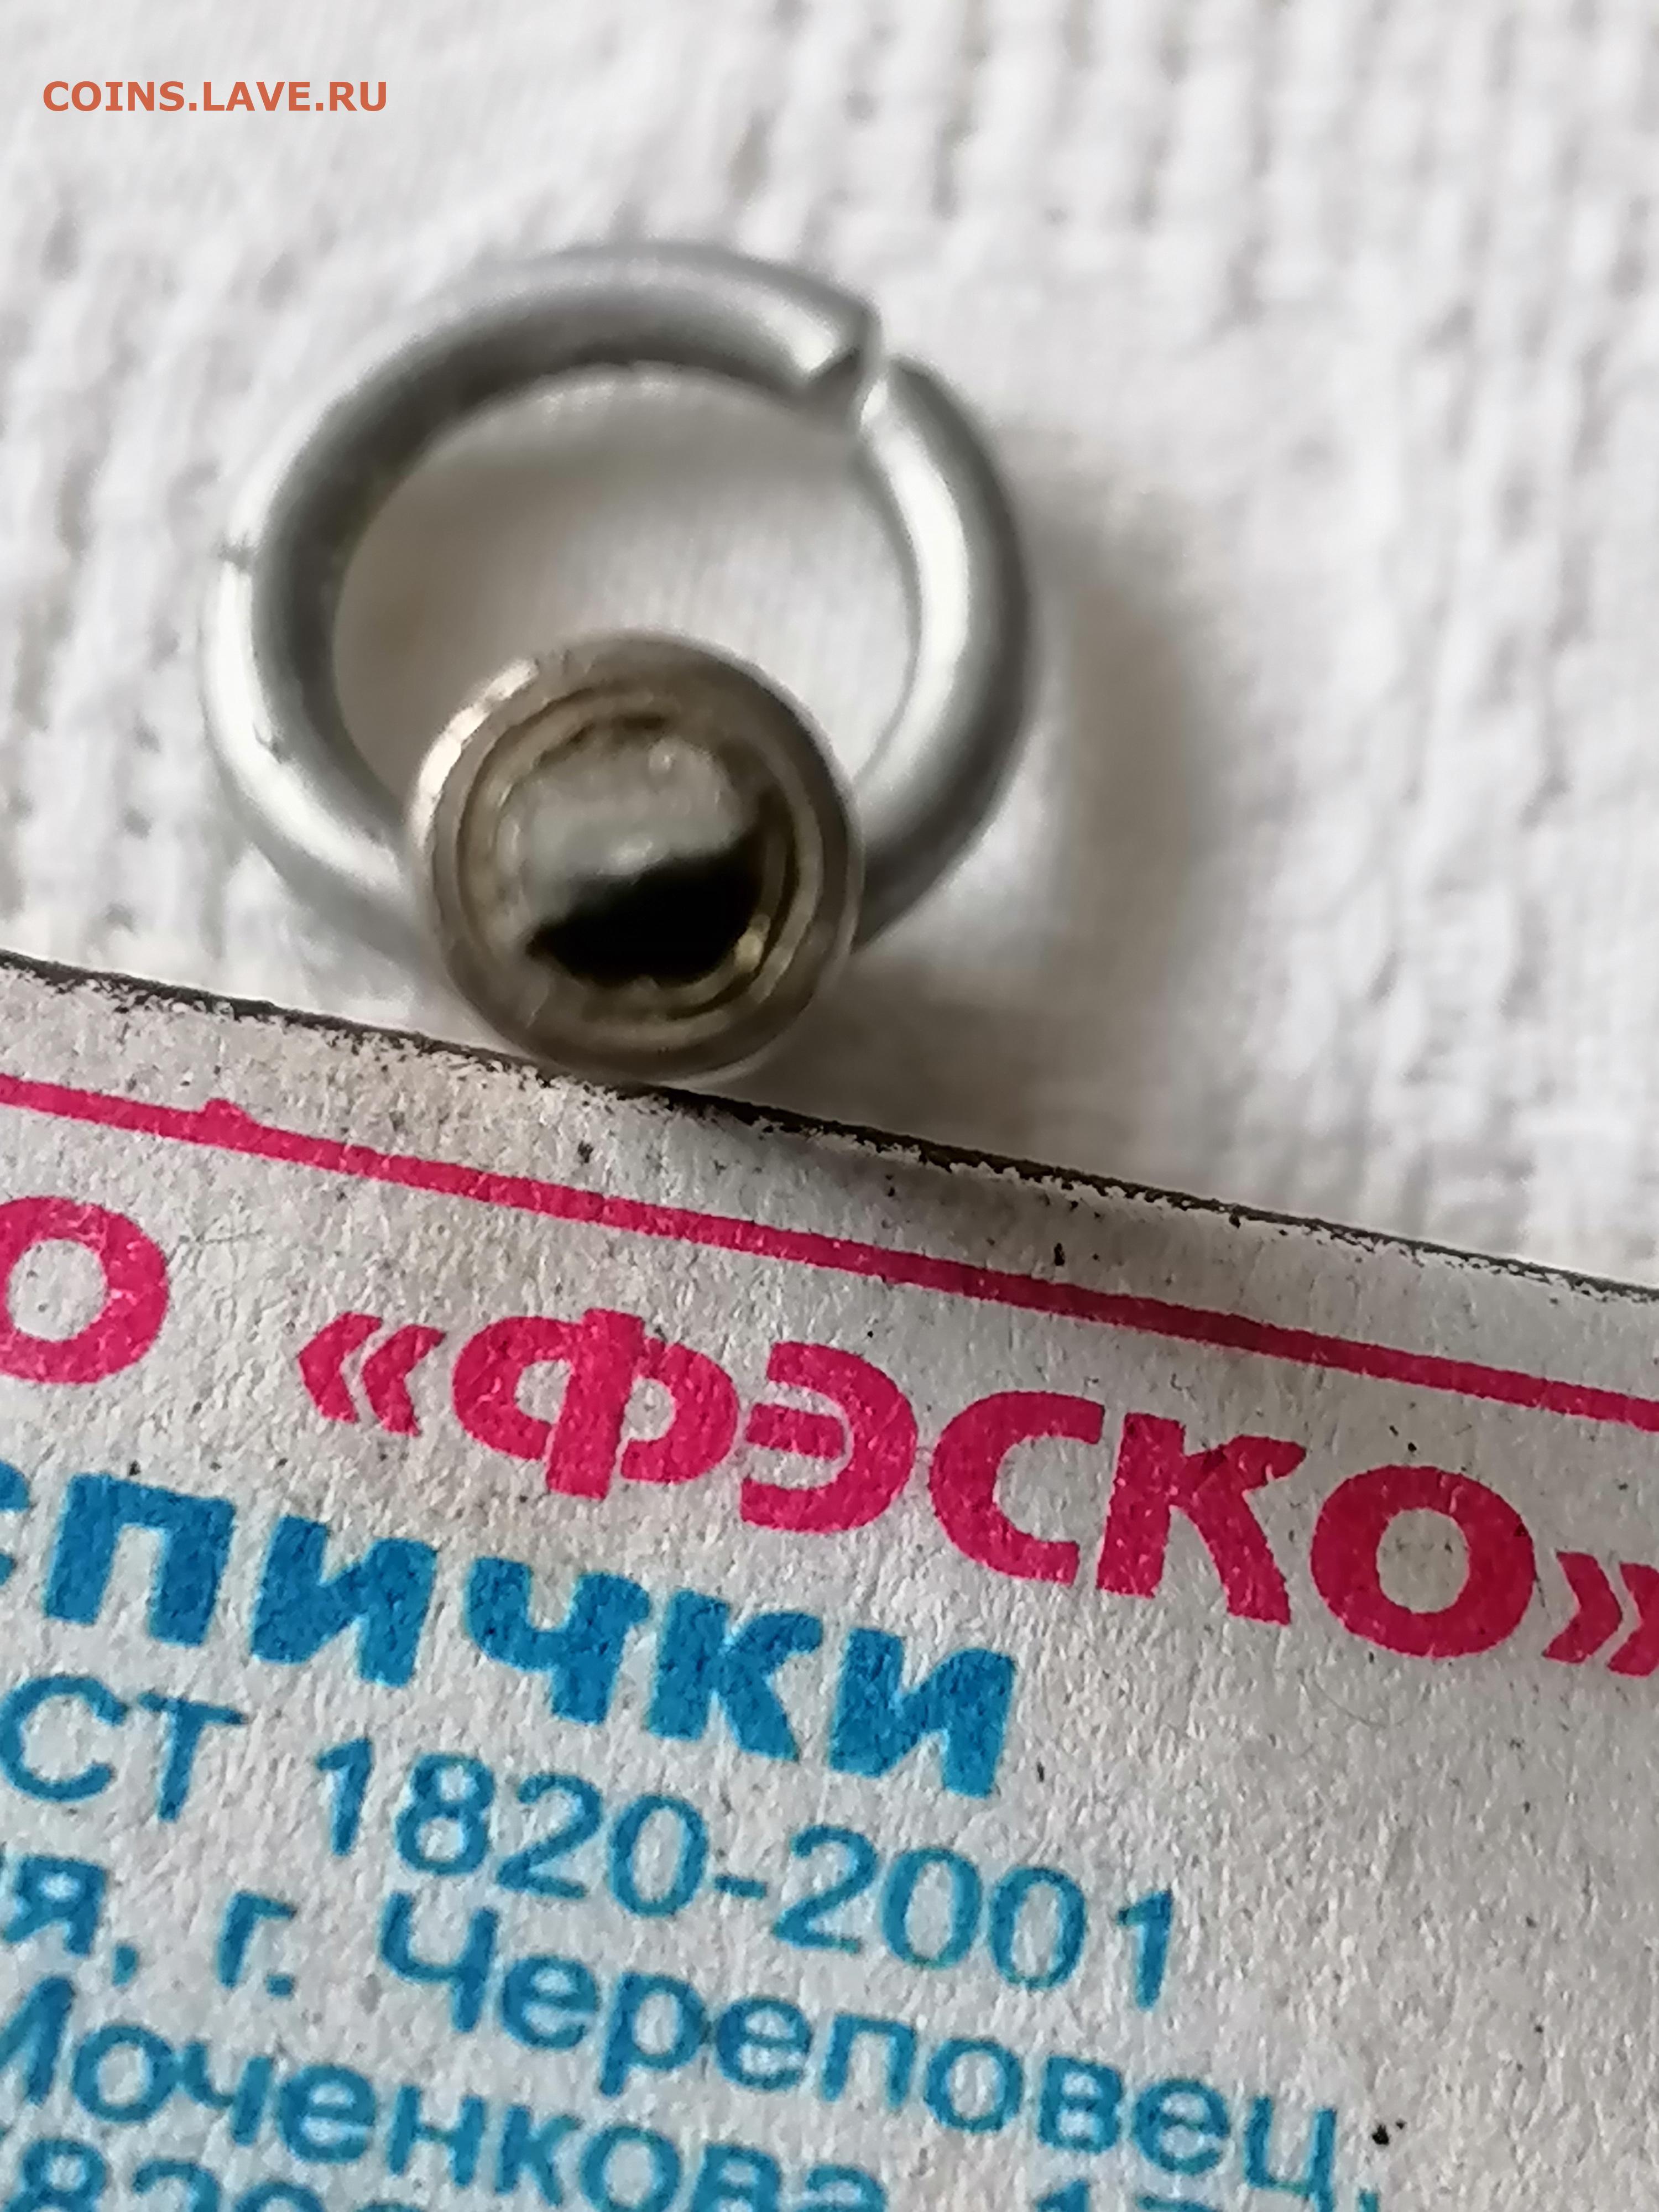 COINS.LAVE.RU
О «ФЭСКО»
спички
СТ 1820-2001
я, г. Череповец,
Моченкова,